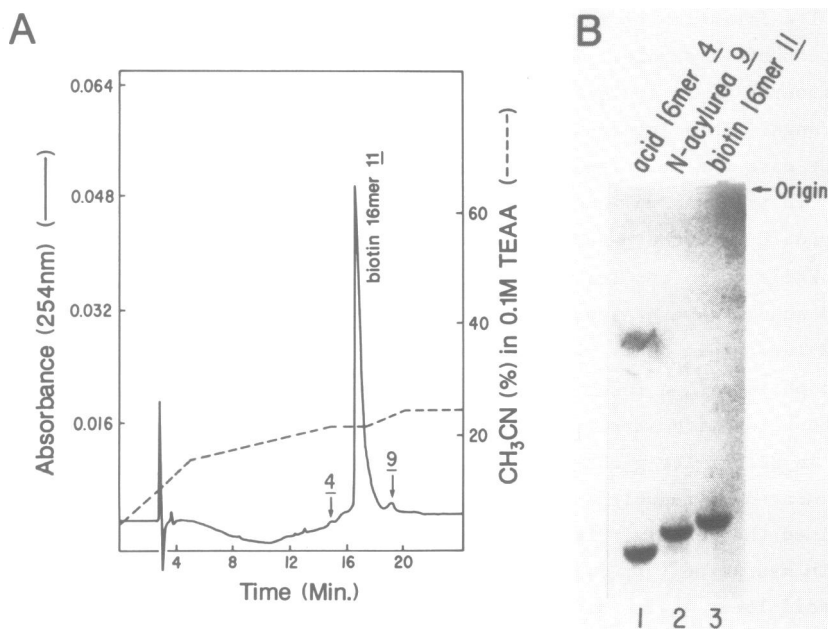 A
Absorbance (254nm) (——)
0.064
0.048
0.032
0.016
4
8
12
16
20
Time (Min.)
biotin 16mer 11
4
9
60
40
20
CH₃CN (%) in 0.1M TEAA (-----)
B
acid 16mer 4
N-acylurea 9
biotin 16mer 11
←Origin
1 2 3